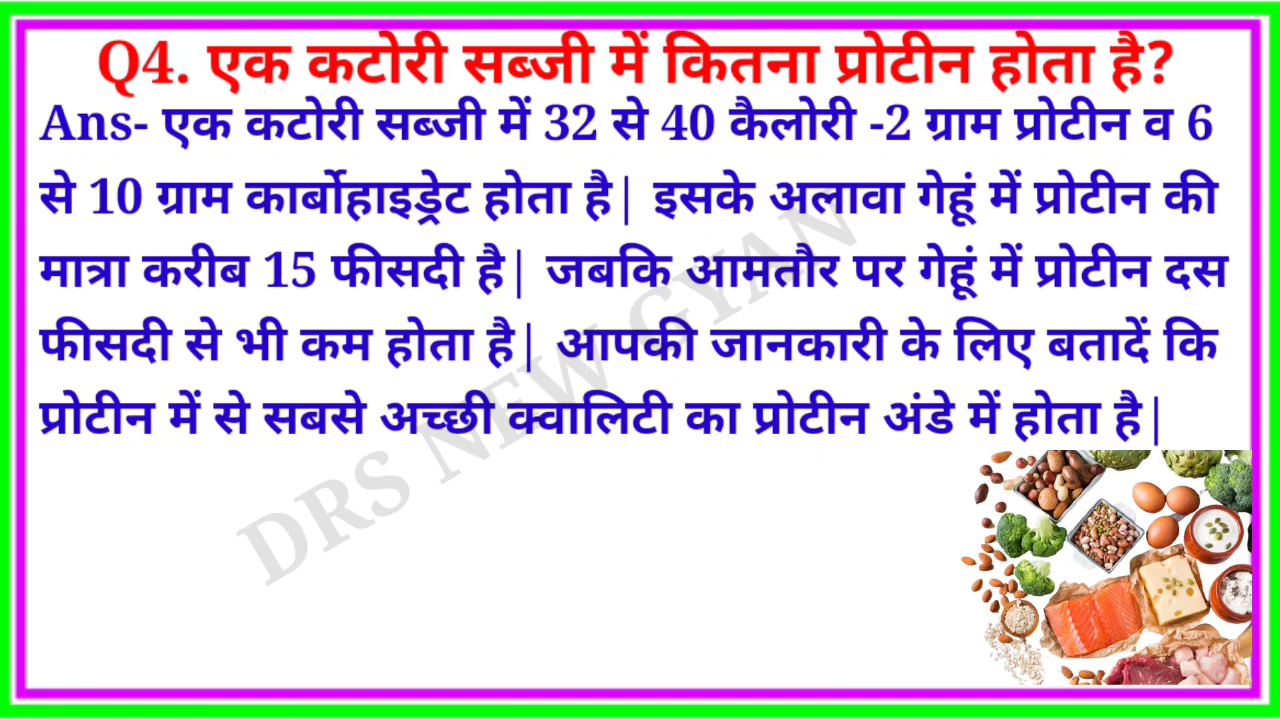 Q4. एक कटोरी सब्जी में कितना प्रोटीन होता है?
Ans- एक कटोरी सब्जी में 32 से 40 कैलोरी -2 ग्राम प्रोटीन व 6
से 10 ग्राम कार्बोहाइड्रेट होता है| इसके अलावा गेहूं में प्रोटीन की
मात्रा करीब 15 फीसदी है| जबकि आमतौर पर गेहूं में प्रोटीन दस
फीसदी से भी कम होता है| आपकी जानकारी के लिए बतादें कि
प्रोटीन में से सबसे अच्छी क्वालिटी का प्रोटीन अंडे में होता है|
DRS NEW GYAN